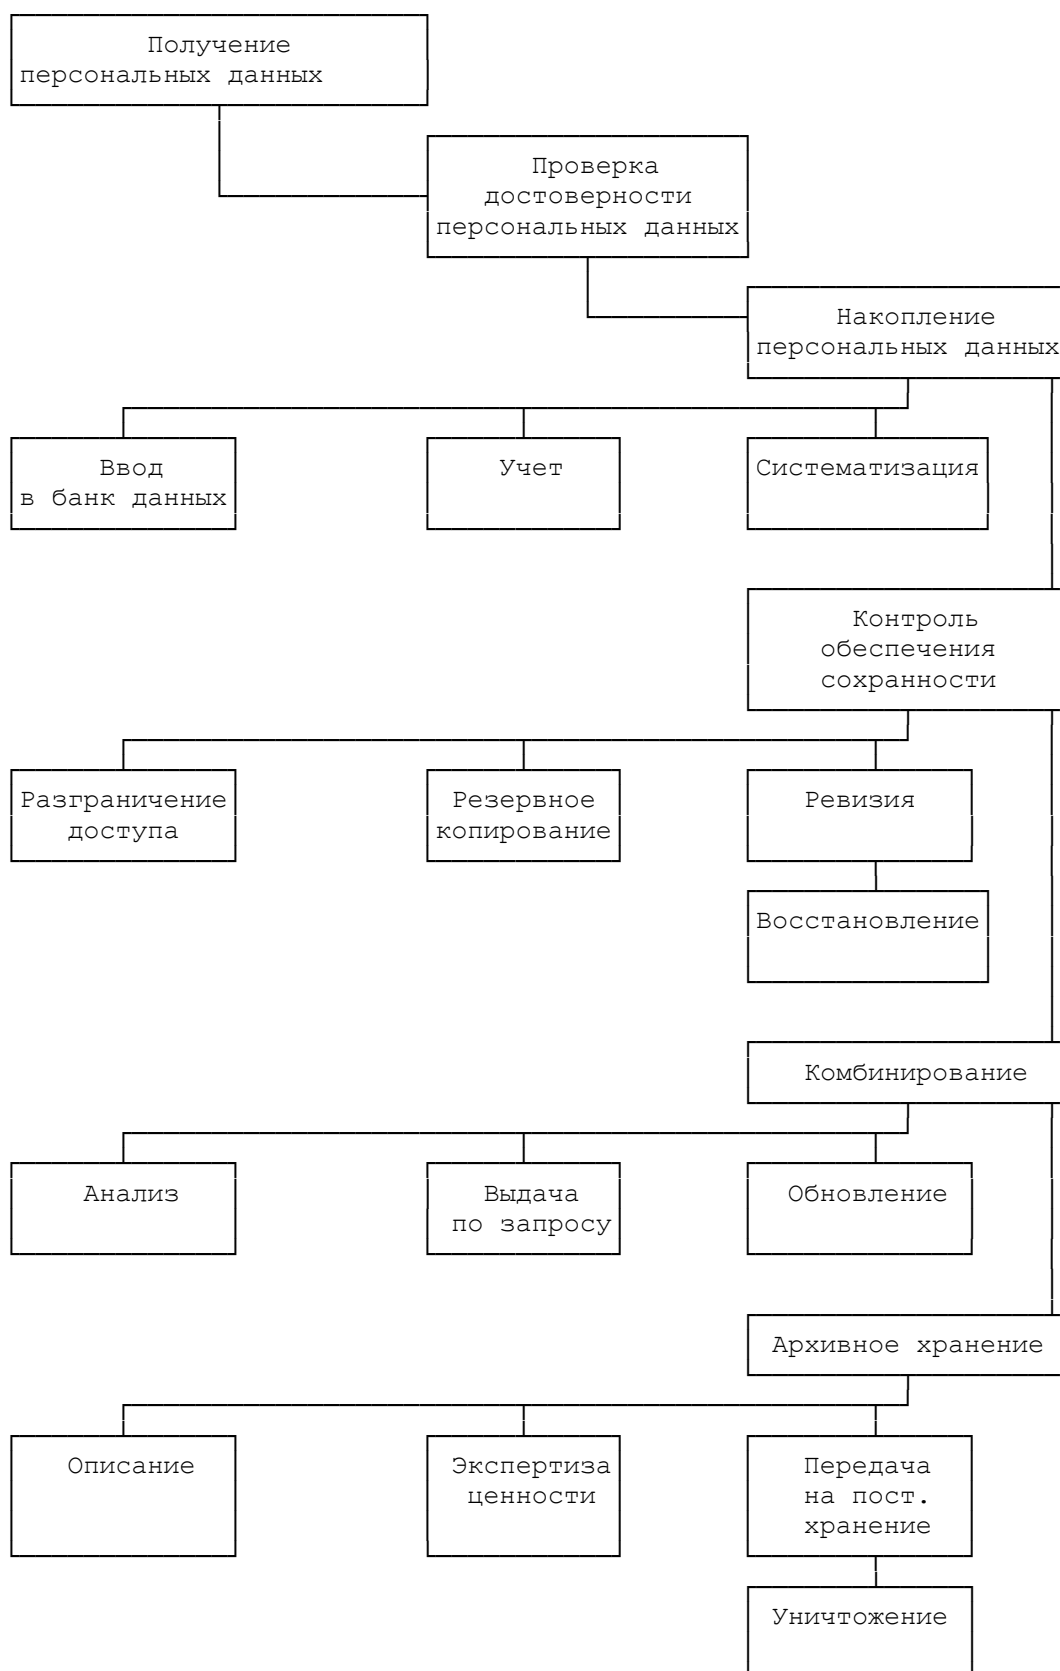 Получение
персональных данных
Проверка
достоверности
персональных данных
Накопление
персональных данных
Ввод
в банк данных
Учет
Систематизация
Контроль
обеспечения
сохранности
Разграничение
доступа
Резервное
копирование
Ревизия
Восстановление
Комбинирование
Анализ
Выдача
по запросу
Обновление
Архивное хранение
Описание
Экспертиза
ценности
Передача
на пост.
хранение
Уничтожение